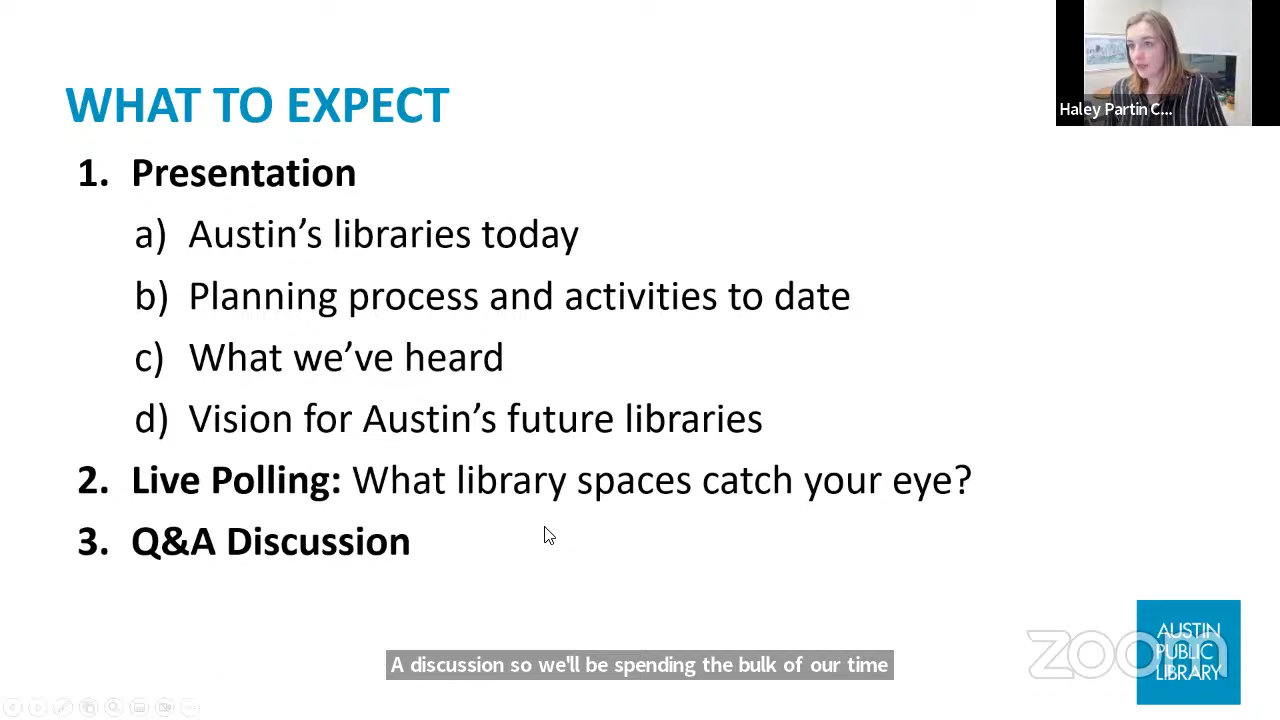 WHAT TO EXPECT
Haley Partin C...
1. Presentation
a) Austin's libraries today
b) Planning process and activities to date
c) What we've heard
d) Vision for Austin's future libraries
2. Live Polling: What library spaces catch your eye?
3. Q&A Discussion
AUSTIN
PUBLIC
LIBRARY
zoom
A discussion so we'll be spending the bulk of our time